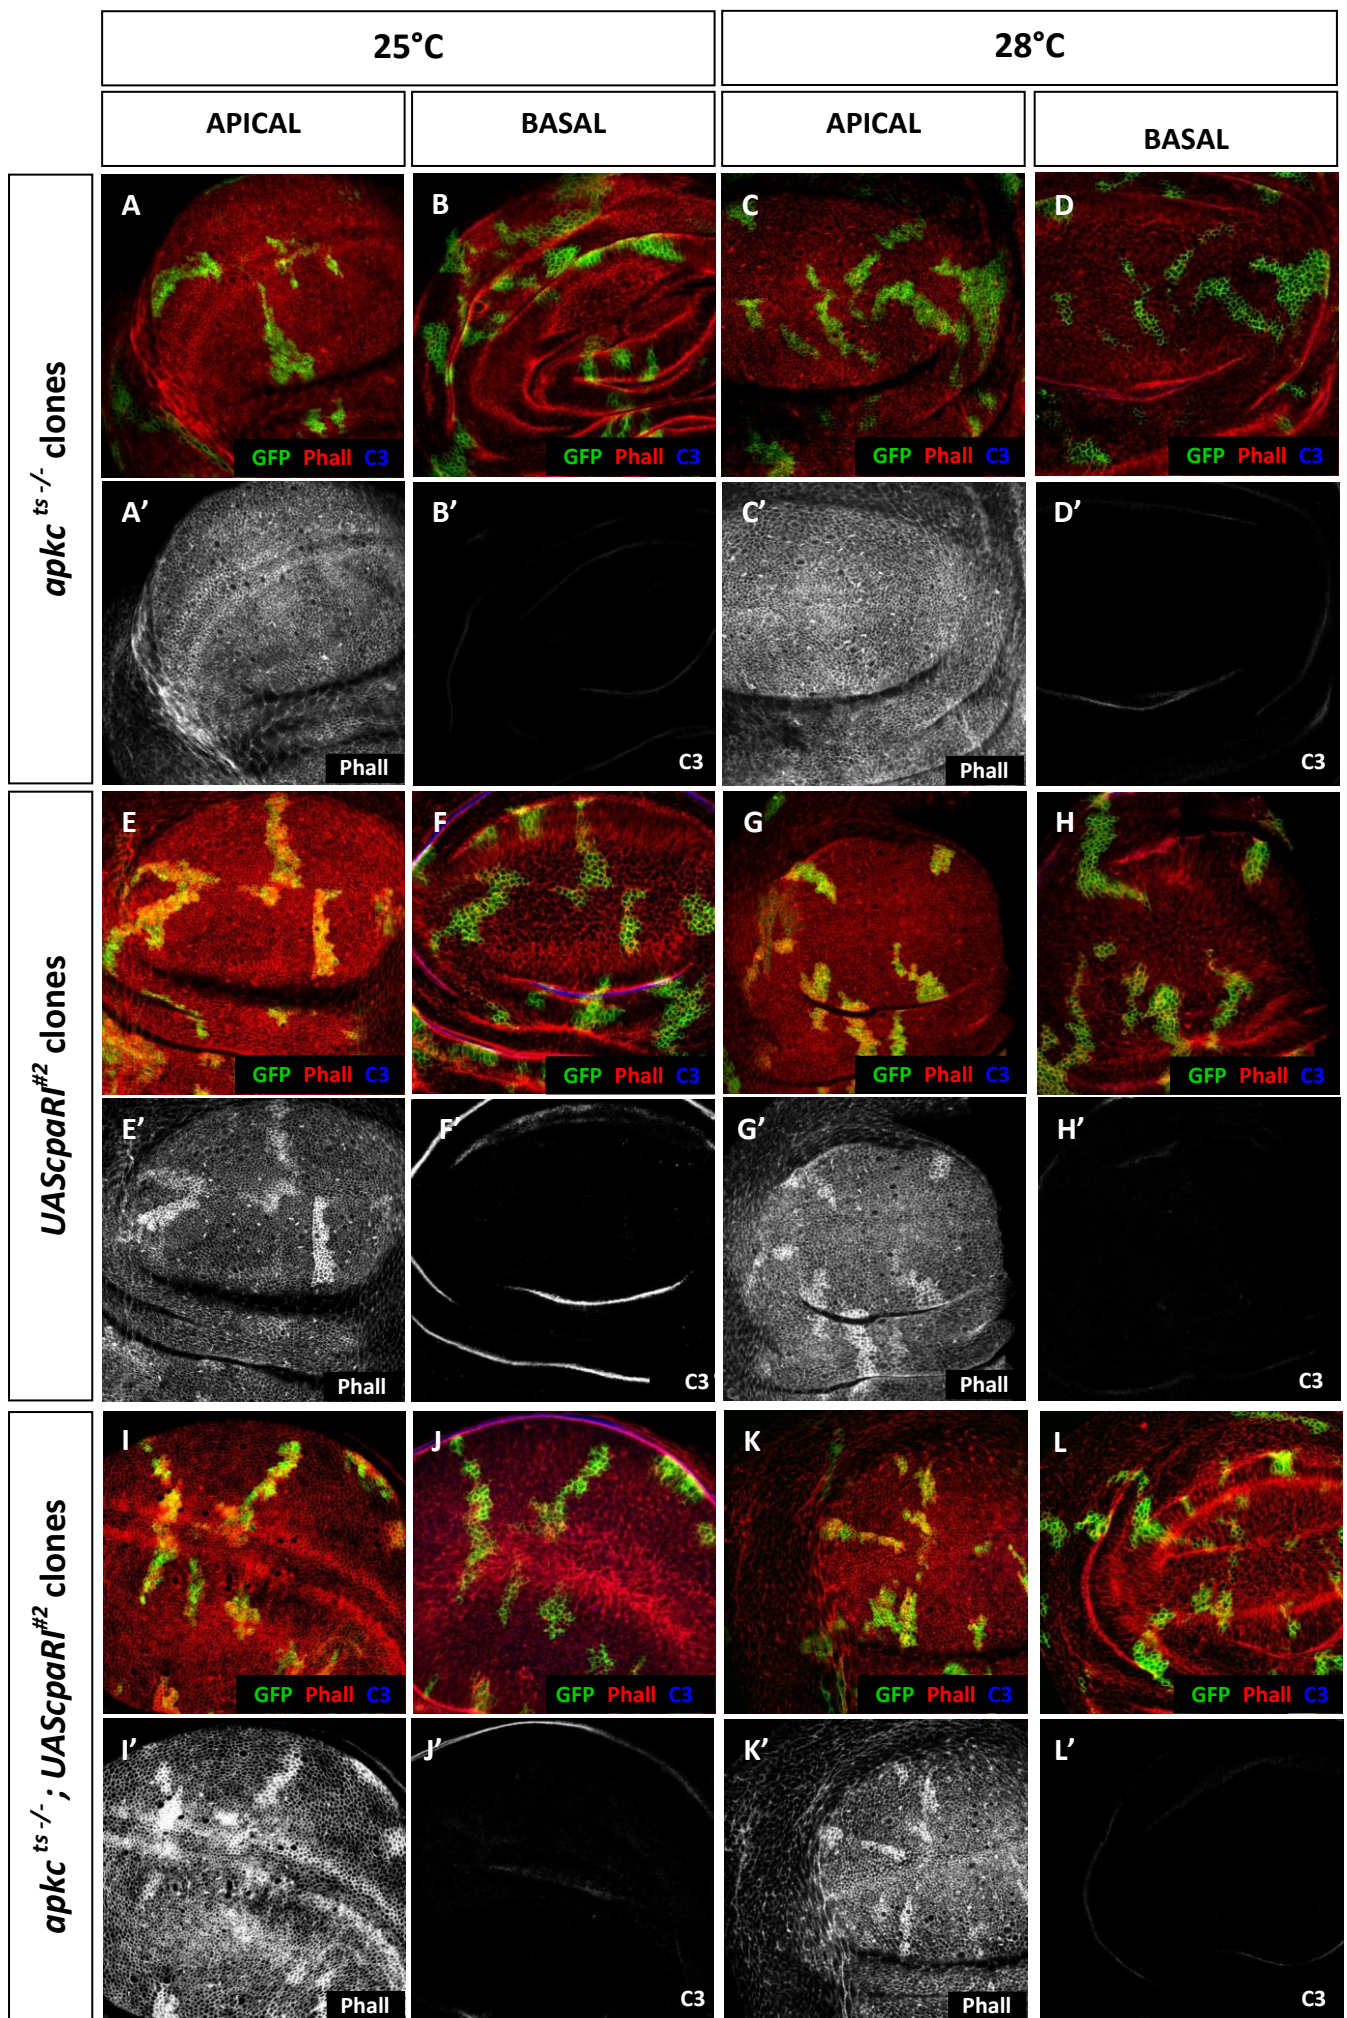 25°C 28°C
APICAL BASAL APICAL BASAL
apkc ts -/- clones
A B C D
GFP Phall C3 GFP Phall C3 GFP Phall C3 GFP Phall C3
A’ B’ C’ D’
Phall C3 Phall C3
UAScpaRI#2 clones
E F G H
GFP Phall C3 GFP Phall C3 GFP Phall C3 GFP Phall C3
E’ F’ G’ H’
Phall C3 Phall C3
apkc ts -/- ; UAScpaRI#2 clones
I J K L
GFP Phall C3 GFP Phall C3 GFP Phall C3 GFP Phall C3
I’ J’ K’ L’
Phall C3 Phall C3